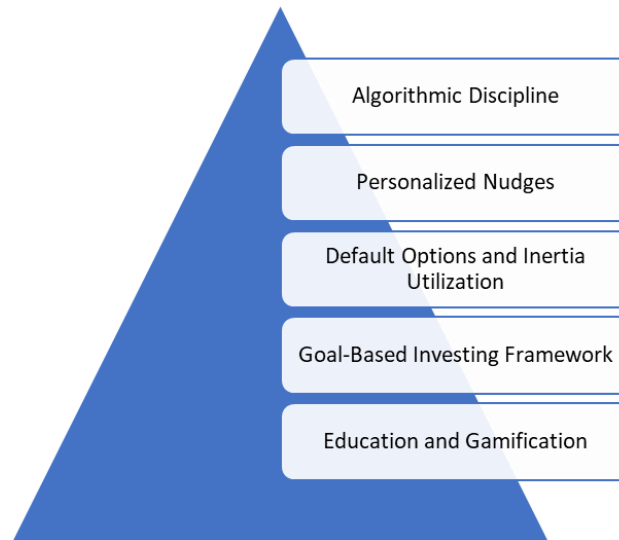 Algorithmic Discipline
Personalized Nudges
Default Options and Inertia
Utilization
Goal-Based Investing Framework
Education and Gamification